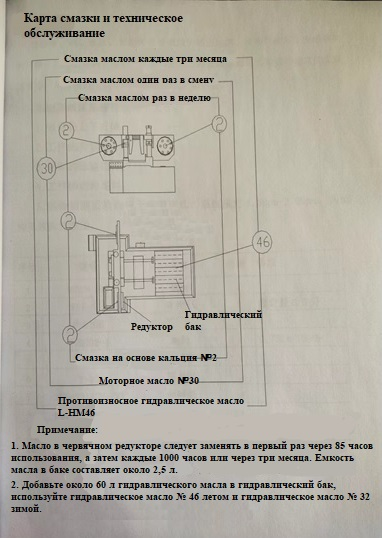 Карта смазки и техническое
обслуживание
Смазка маслом каждые три месяца
Смазка маслом один раз в смену
Смазка маслом раз в неделю
2
2
30
2
46
Гидравлический
бак
Редуктор
2
Смазка на основе кальция №2
Моторное масло №30
Противоизносное гидравлическое масло
L-HM46
Примечание:
1. Масло в червячном редукторе следует заменять в первый раз через 85 часов
использования, а затем каждые 1000 часов или через три месяца. Емкость
масла в баке составляет около 2,5 л.
2. Добавьте около 60 л гидравлического масла в гидравлический бак,
используйте гидравлическое масло № 46 летом и гидравлическое масло № 32
зимой.